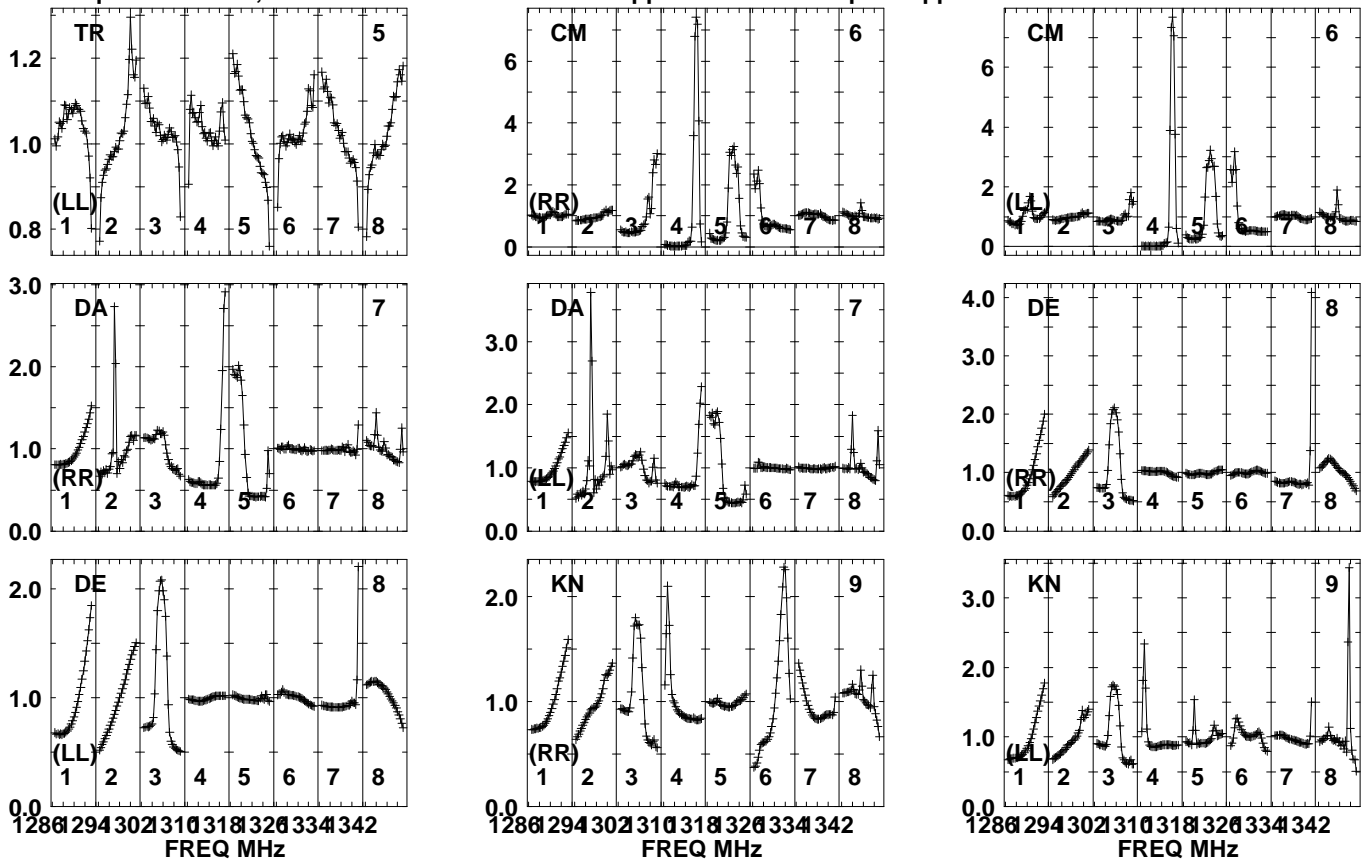 TR 5 CM 6 CM 6
1.2 6 6
1.0 4 4
2 2
(LL) (RR) (LL)
0.8 1 2 3 4 5 6 7 8 0 1 2 3 4 5 6 7 8 0 1 2 3 4 5 6 7 8
3.0 DA 7 DA 7 4.0 DE 8
2.0 3.0 3.0
2.0 2.0
1.0 1.0 1.0
(RR) (LL) (RR)
1 2 3 4 5 6 7 8 1 2 3 4 5 6 7 8 1 2 3 4 5 6 7 8
0.0 0.0 0.0
2.0 DE 8 2.0 KN 9 3.0 KN 9
2.0
1.0 1.0 1.0
(LL) (RR) (LL)
1 2 3 4 5 6 7 8 1 2 3 4 5 6 7 8 1 2 3 4 5 6 7 8
0.0 0.0 0.0
1286 1294 1302 1310 1318 1326 1334 1342 1286 1294 1302 1310 1318 1326 1334 1342 1286 1294 1302 1310 1318 1326 1334 1342
FREQ MHz FREQ MHz FREQ MHz